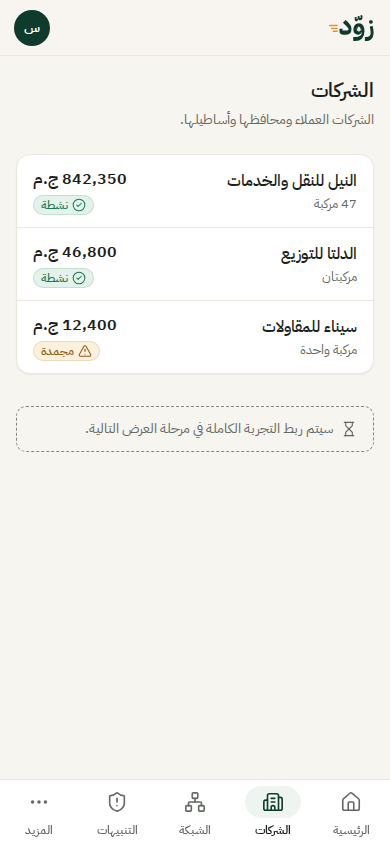 زوّد
س
الشركات
الشركات العملاء ومحافظها وأساطيلها.
النيل للنقل والخدمات
842,350 ج.م
47 مركبة
نشطة
الدلتا للتوزيع
46,800 ج.م
مركبتان
نشطة
سيناء للمقاولات
12,400 ج.م
مركبة واحدة
مجمدة
سيتم ربط التجربة الكاملة في مرحلة العرض التالية.
الرئيسية
الشركات
الشبكة
التنبيهات
المزيد